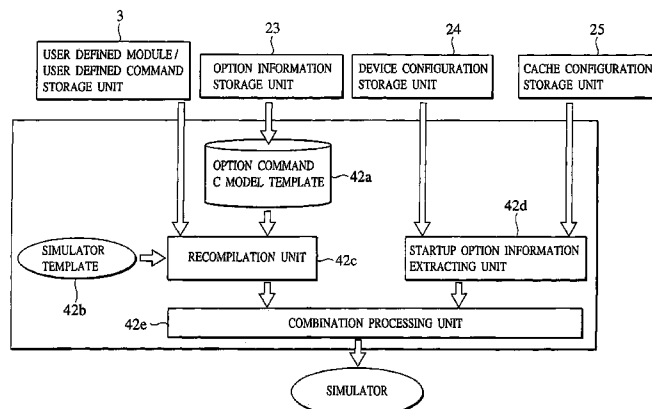 3
23
24
25
USER DEFINED MODULE /
USER DEFINED COMMAND
STORAGE UNIT
OPTION INFORMATION
STORAGE UNIT
DEVICE CONFIGURATION
STORAGE UNIT
CACHE CONFIGURATION
STORAGE UNIT
OPTION COMMAND
C MODEL TEMPLATE
42a
42d
SIMULATOR
TEMPLATE
42b
RECOMPILATION UNIT
42c
STARTUP OPTION INFORMATION
EXTRACTING UNIT
42e
COMBINATION PROCESSING UNIT
SIMULATOR